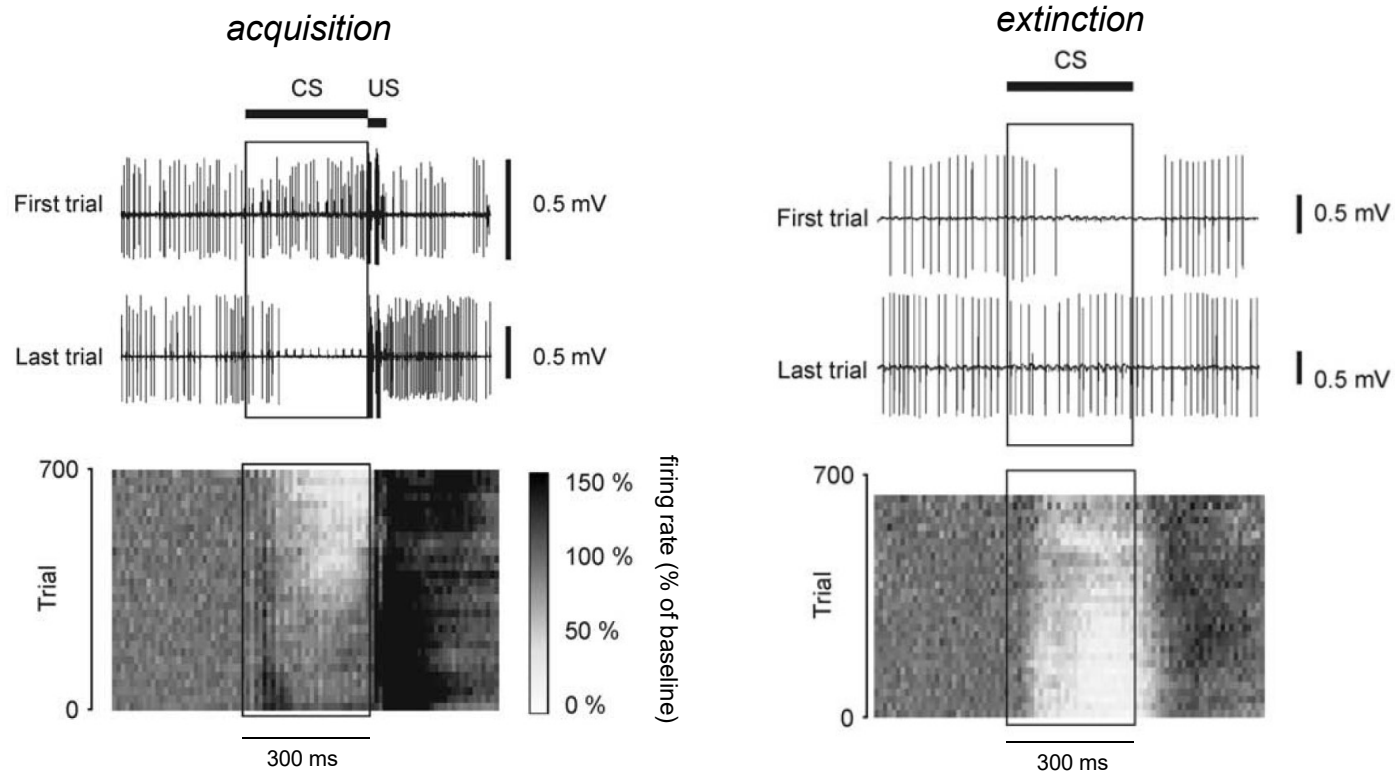 acquisition
CS US
First trial
0.5 mV
Last trial
0.5 mV
700
Trial
0
300 ms
150 %
100 %
50 %
0 %
firing rate (% of baseline)
extinction
CS
First trial
0.5 mV
Last trial
0.5 mV
700
Trial
0
300 ms